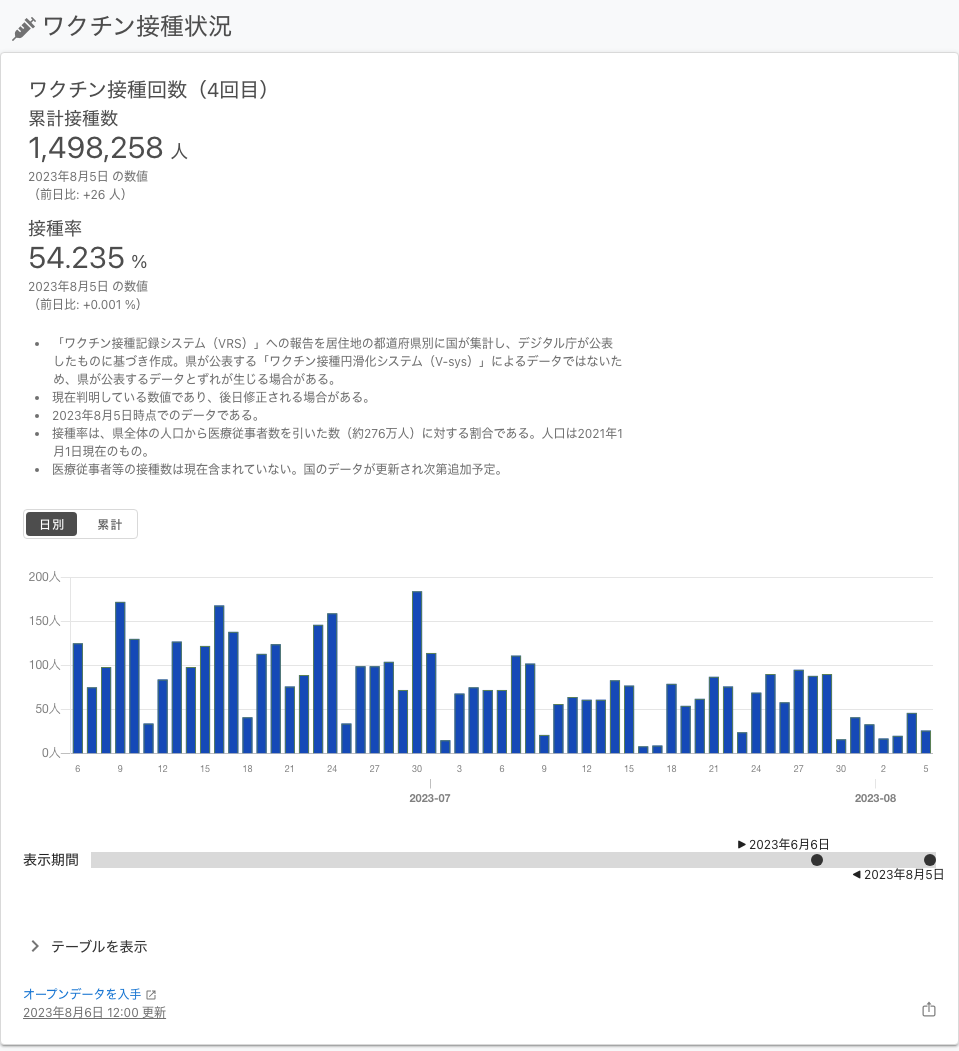 ワクチン接種状況
ワクチン接種回数（4回目）
累計接種数
1,498,258 人
2023年8月5日 の数値
（前日比: +26 人）
接種率
54.235 %
2023年8月5日 の数値
（前日比: +0.001 %）
• 「ワクチン接種記録システム（VRS）」への報告を居住地の都道府県別に国が集計し、デジタル庁が公表
したものに基づき作成。県が公表する「ワクチン接種円滑化システム（V-sys）」によるデータではないた
め、県が公表するデータとずれが生じる場合がある。
• 現在判明している数値であり、後日修正される場合がある。
• 2023年8月5日時点でのデータである。
• 接種率は、県全体の人口から医療従事者数を引いた数（約276万人）に対する割合である。人口は2021年1
月1日現在のもの。
• 医療従事者等の接種数は現在含まれていない。国のデータが更新され次第追加予定。
日別 累計
200人
150人
100人
50人
0人
6 9 12 15 18 21 24 27 30 3 6 9 12 15 18 21 24 27 30 2 5
2023-07 2023-08
▶ 2023年6月6日
表示期間
◀ 2023年8月5日
テーブルを表示
オープンデータを入手
2023年8月6日 12:00 更新